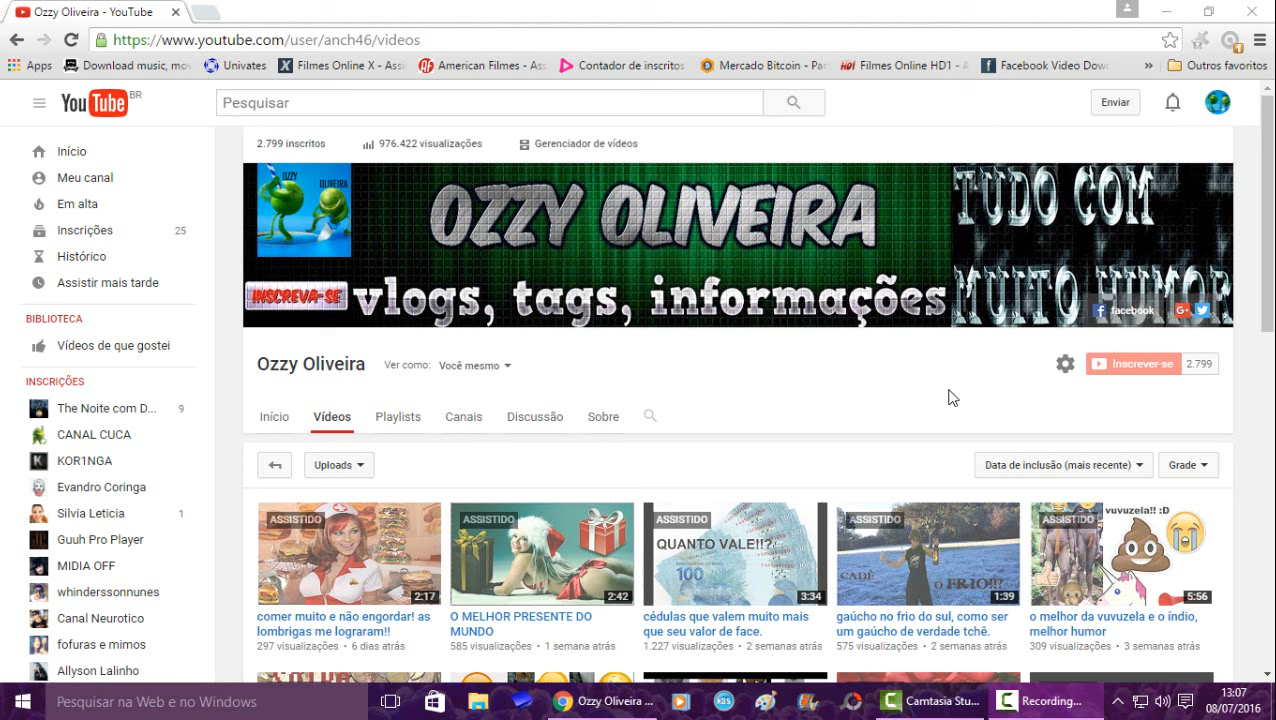 Ozzy Oliveira - YouTube
https://www.youtube.com/user/anch46/videos
Apps Download music, mov Univates Filmes Online X - Assi American Filmes - As Contador de inscritos Mercado Bitcoin - Par Filmes Online HD1 - A Facebook Video Down » Outros favoritos
YouTube BR Pesquisar Enviar
2.799 inscritos 976.422 visualizações Gerenciador de vídeos
OZZY OLIVEIRA
OZZY OLIVEIRA
TUDO COM
MUITO HUMOR
INSCREVA-SE vlogs, tags, informações
facebook
Início
Meu canal
Em alta
Inscrições 25
Histórico
Assistir mais tarde
BIBLIOTECA
Vídeos de que gostei
INSCRIÇÕES
The Noite com D... 9
CANAL CUCA
KOR1NGA
Evandro Coringa
Silvia Leticia 1
Guuh Pro Player
MIDIA OFF
whinderssonnunes
Canal Neurotico
fofuras e mimos
Allyson Lalinho
Ozzy Oliveira Ver como: Você mesmo Inscrever-se 2.799
Início Vídeos Playlists Canais Discussão Sobre
Uploads Data de inclusão (mais recente) Grade
ASSISTIDO
2:17
comer muito e não engordar! as
lombrigas me lograram!!
297 visualizações • 6 dias atrás
ASSISTIDO
2:42
O MELHOR PRESENTE DO
MUNDO
585 visualizações • 1 semana atrás
ASSISTIDO
QUANTO VALE!!?
100
3:34
cédulas que valem muito mais
que seu valor de face.
1.227 visualizações • 2 semanas atrás
ASSISTIDO
CADÊ O FRIO!!?
1:39
gaúcho no frio do sul, como ser
um gaúcho de verdade tchê.
575 visualizações • 2 semanas atrás
vuvuzela!! :D
ASSISTIDO
5:56
o melhor da vuvuzela e o índio,
melhor humor
309 visualizações • 3 semanas atrás
Pesquisar na Web e no Windows Ozzy Oliveira ... Camtasia Stu... Recording... 13:07
08/07/2016